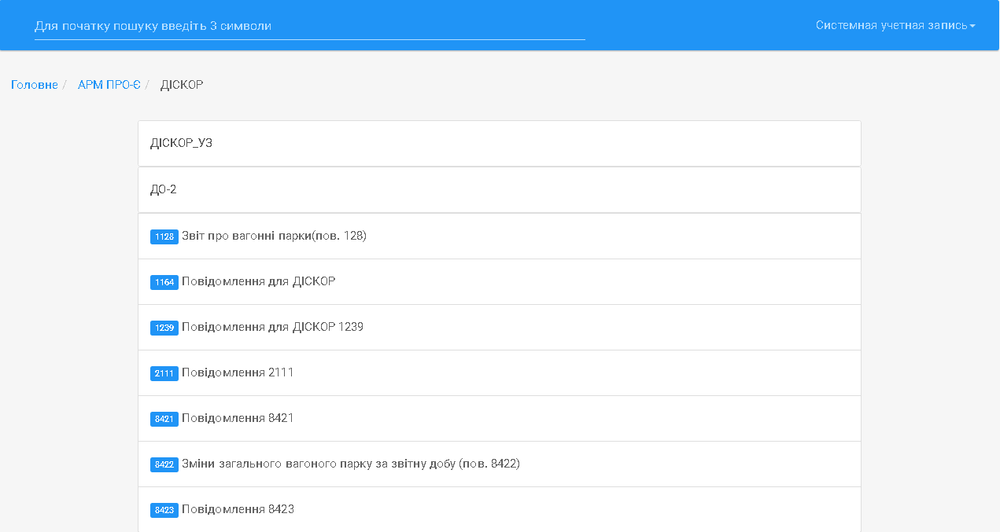 Для початку пошуку введіть 3 символи
Системная учетная запись
Головне / АРМ ПРО-Є / ДІСКОР
ДІСКОР_УЗ
ДО-2
1128 Звіт про вагонні парки(пов. 128)
1164 Повідомлення для ДІСКОР
1239 Повідомлення для ДІСКОР 1239
2111 Повідомлення 2111
8421 Повідомлення 8421
8422 Зміни загального вагоного парку за звітну добу (пов. 8422)
8423 Повідомлення 8423